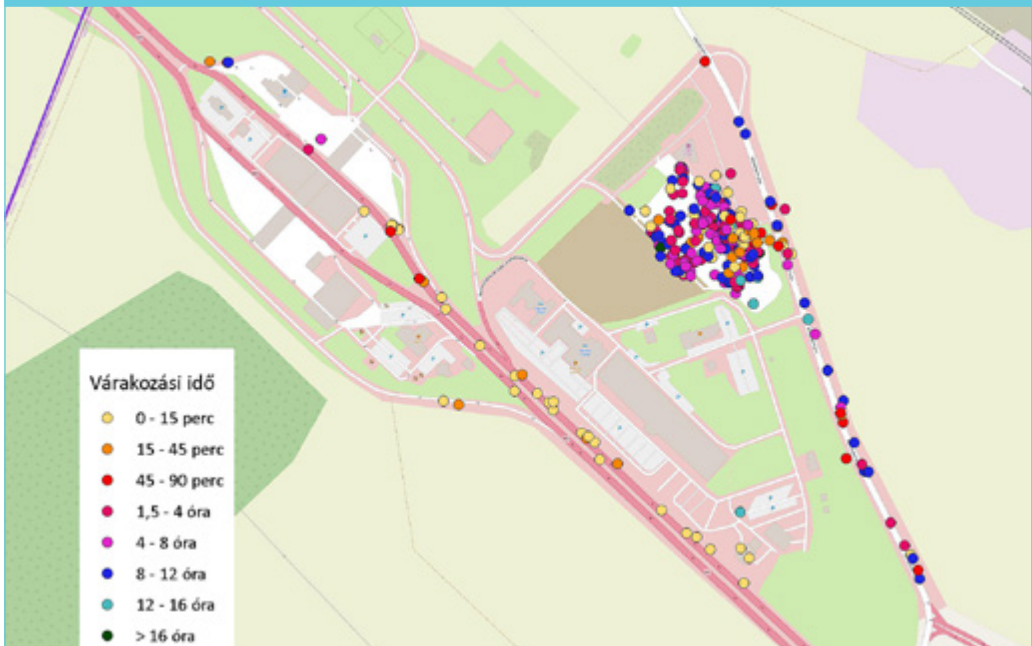 Várakozási idő
0 - 15 perc
15 - 45 perc
45 - 90 perc
1,5 - 4 óra
4 - 8 óra
8 - 12 óra
12 - 16 óra
> 16 óra